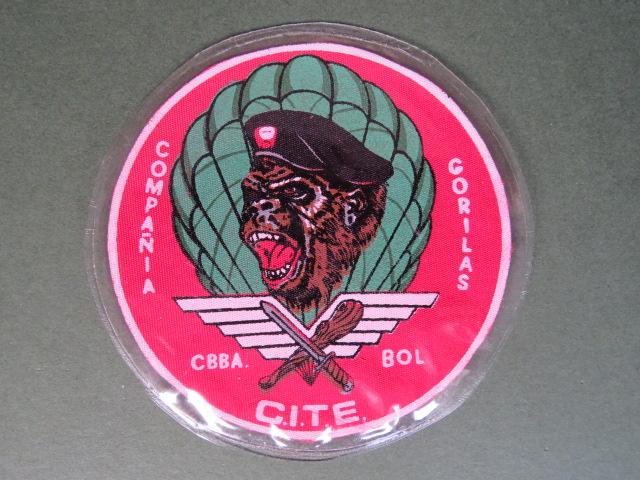 COMPAÑIA
GORILAS
CBBA.
BOL
C.I.T.E.